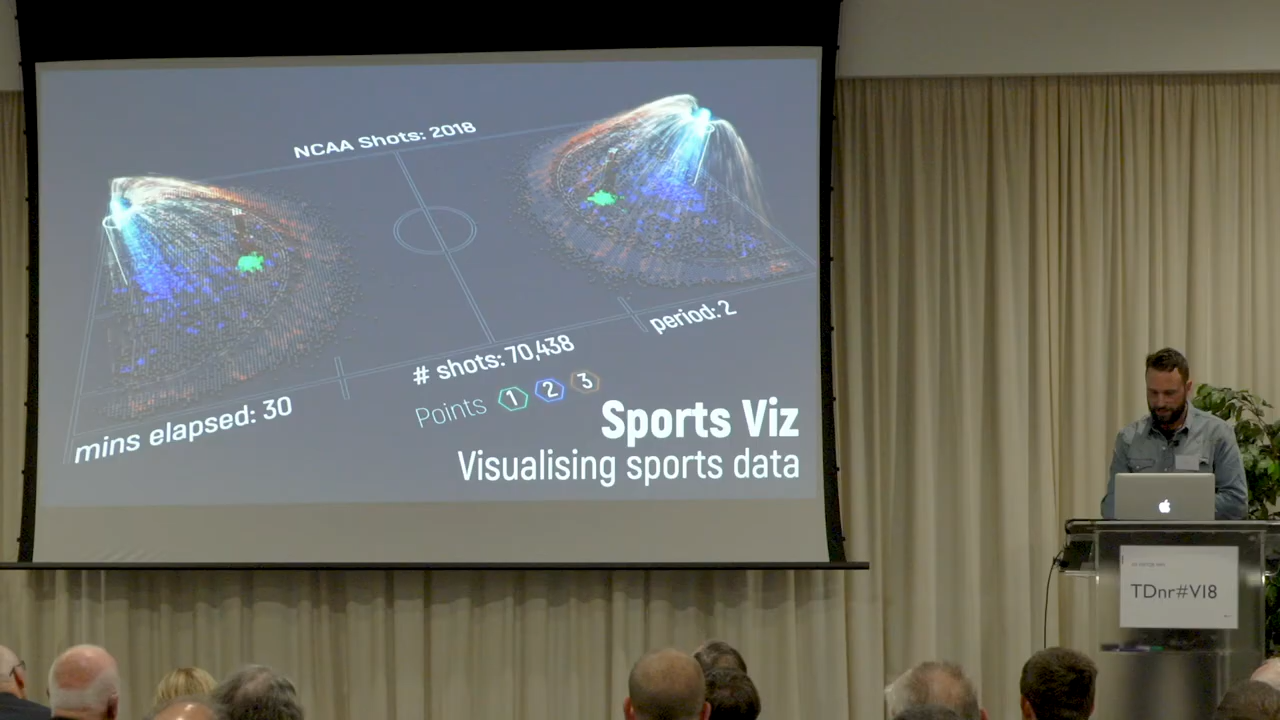 NCAA Shots: 2018
period: 2
# shots: 70,438
mins elapsed: 30
Points 1 2 3
Sports Viz
Visualising sports data
TDnr#VI8